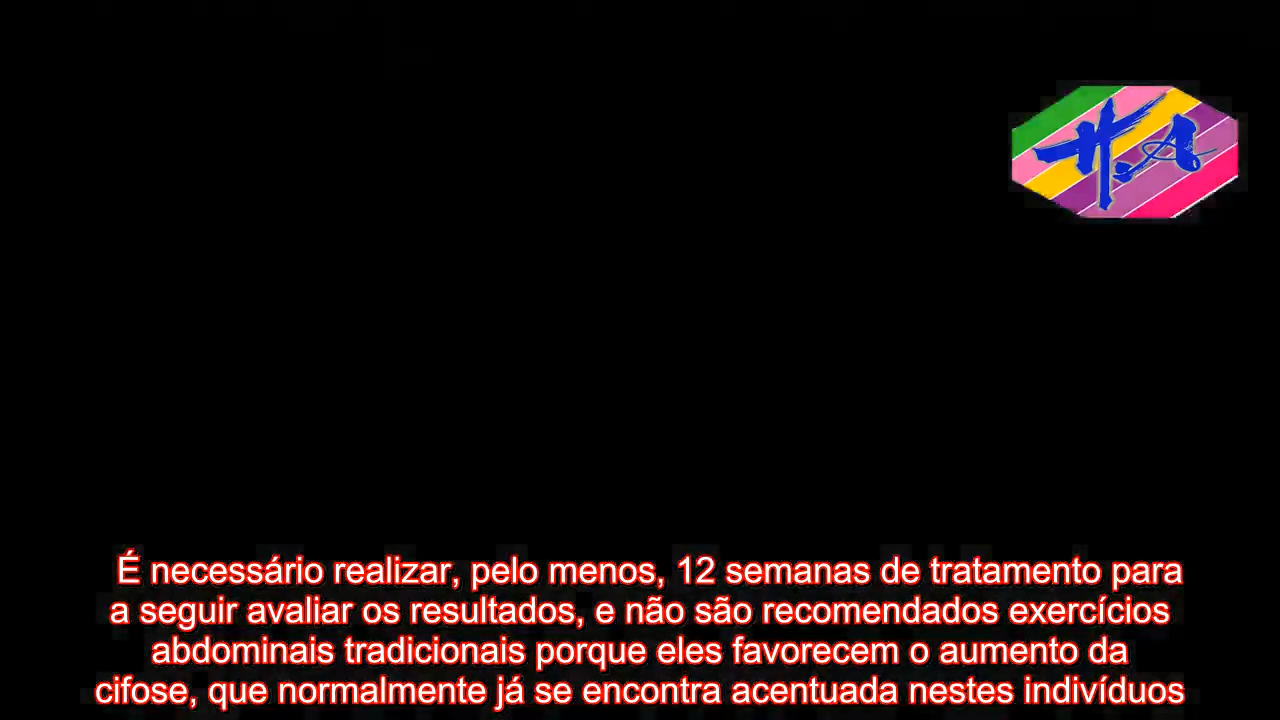 É necessário realizar, pelo menos, 12 semanas de tratamento para
a seguir avaliar os resultados, e não são recomendados exercícios
abdominais tradicionais porque eles favorecem o aumento da
cifose, que normalmente já se encontra acentuada nestes indivíduos